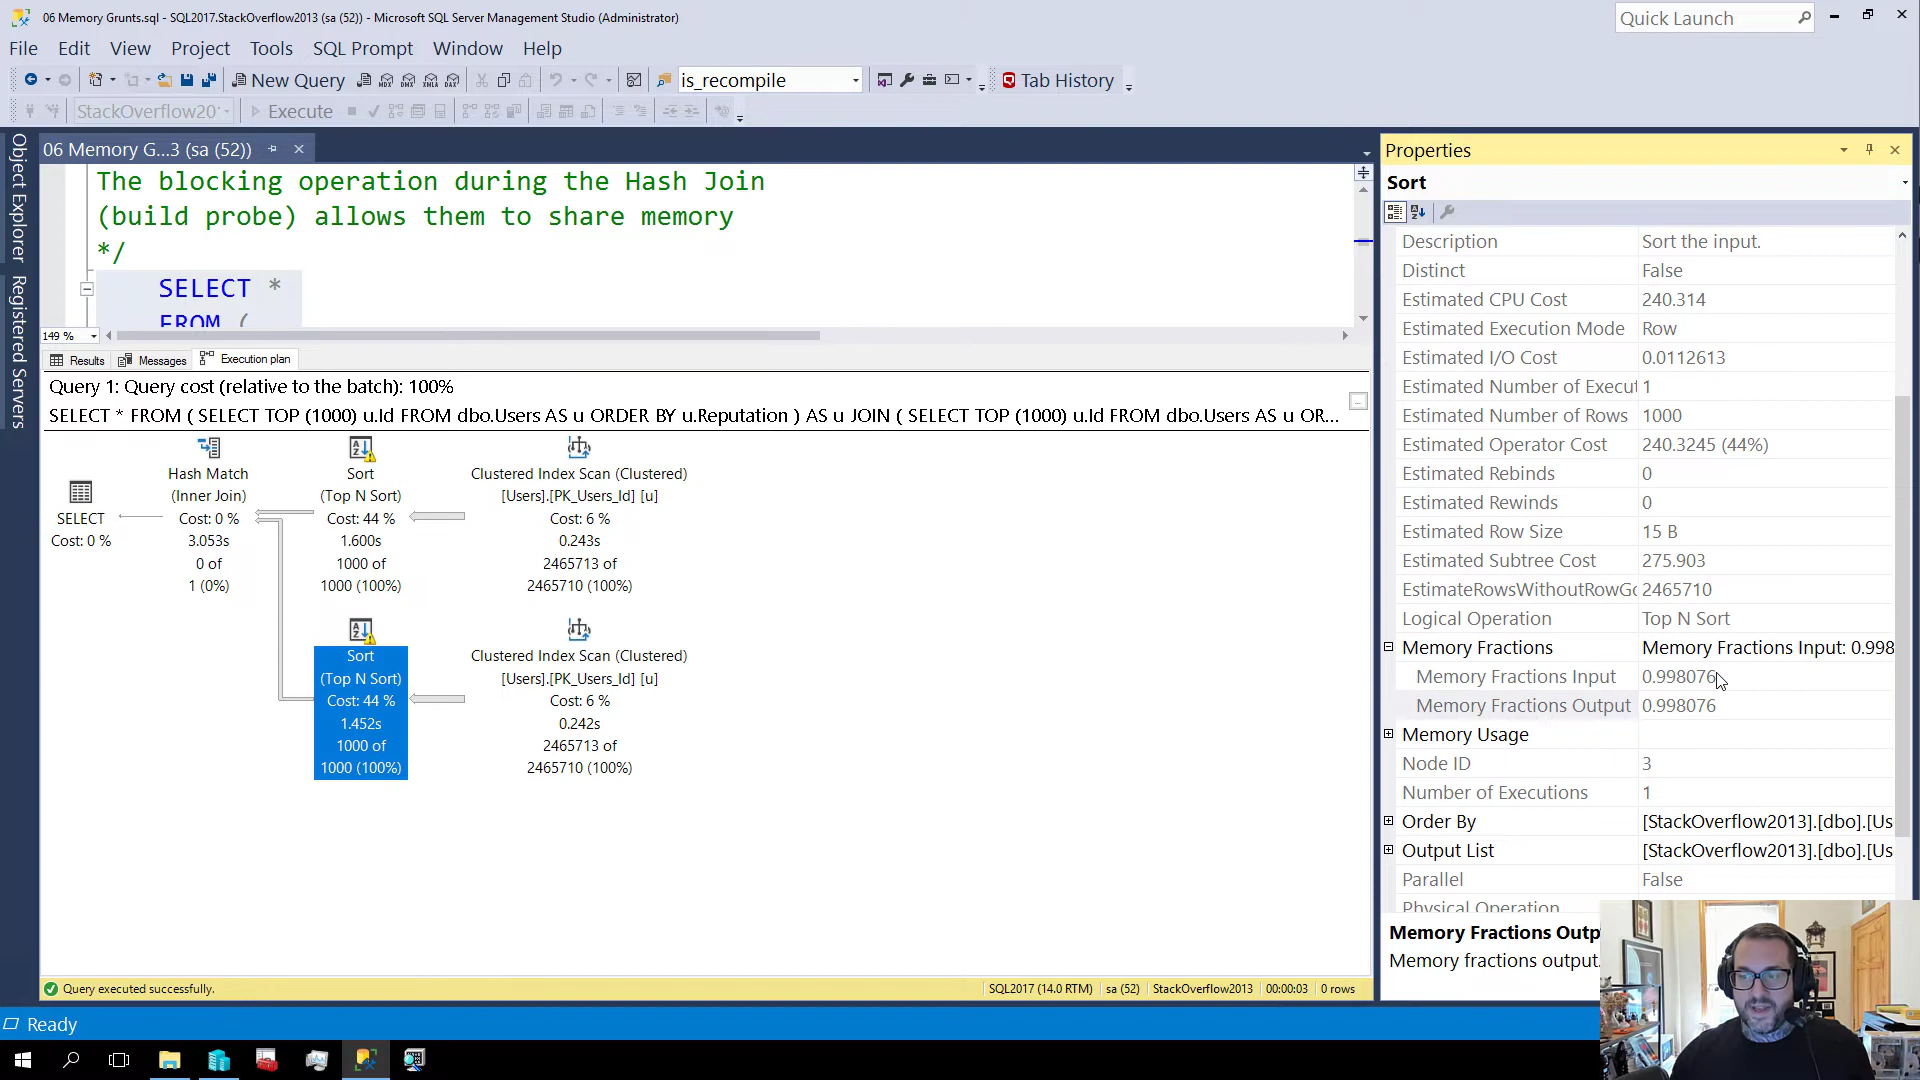 06 Memory Grunts.sql - SQL2017.StackOverflow2013 (sa (52)) - Microsoft SQL Server Management Studio (Administrator)
Quick Launch
File Edit View Project Tools SQL Prompt Window Help
New Query
is_recompile
Tab History
StackOverflow20
Execute
Object Explorer
Registered Servers
06 Memory G...3 (sa (52))
The blocking operation during the Hash Join
(build probe) allows them to share memory
*/
SELECT *
FROM (
149 %
Results Messages Execution plan
Query 1: Query cost (relative to the batch): 100%
SELECT * FROM ( SELECT TOP (1000) u.Id FROM dbo.Users AS u ORDER BY u.Reputation ) AS u JOIN ( SELECT TOP (1000) u.Id FROM dbo.Users AS u OR...
SELECT
Cost: 0 %
Hash Match
(Inner Join)
Cost: 0 %
3.053s
0 of
1 (0%)
Sort
(Top N Sort)
Cost: 44 %
1.600s
1000 of
1000 (100%)
Clustered Index Scan (Clustered)
[Users].[PK_Users_Id] [u]
Cost: 6 %
0.243s
2465713 of
2465710 (100%)
Sort
(Top N Sort)
Cost: 44 %
1.452s
1000 of
1000 (100%)
Clustered Index Scan (Clustered)
[Users].[PK_Users_Id] [u]
Cost: 6 %
0.242s
2465713 of
2465710 (100%)
Query executed successfully.
SQL2017 (14.0 RTM) sa (52) StackOverflow2013 00:00:03 0 rows
Ready
Properties
Sort
Description Sort the input.
Distinct False
Estimated CPU Cost 240.314
Estimated Execution Mode Row
Estimated I/O Cost 0.0112613
Estimated Number of Execut 1
Estimated Number of Rows 1000
Estimated Operator Cost 240.3245 (44%)
Estimated Rebinds 0
Estimated Rewinds 0
Estimated Row Size 15 B
Estimated Subtree Cost 275.903
EstimateRowsWithoutRowGo 2465710
Logical Operation Top N Sort
Memory Fractions Memory Fractions Input: 0.998
Memory Fractions Input 0.998076
Memory Fractions Output 0.998076
Memory Usage
Node ID 3
Number of Executions 1
Order By [StackOverflow2013].[dbo].[Us
Output List [StackOverflow2013].[dbo].[Us
Parallel False
Physical Operation
Memory Fractions Outp
Memory fractions output.